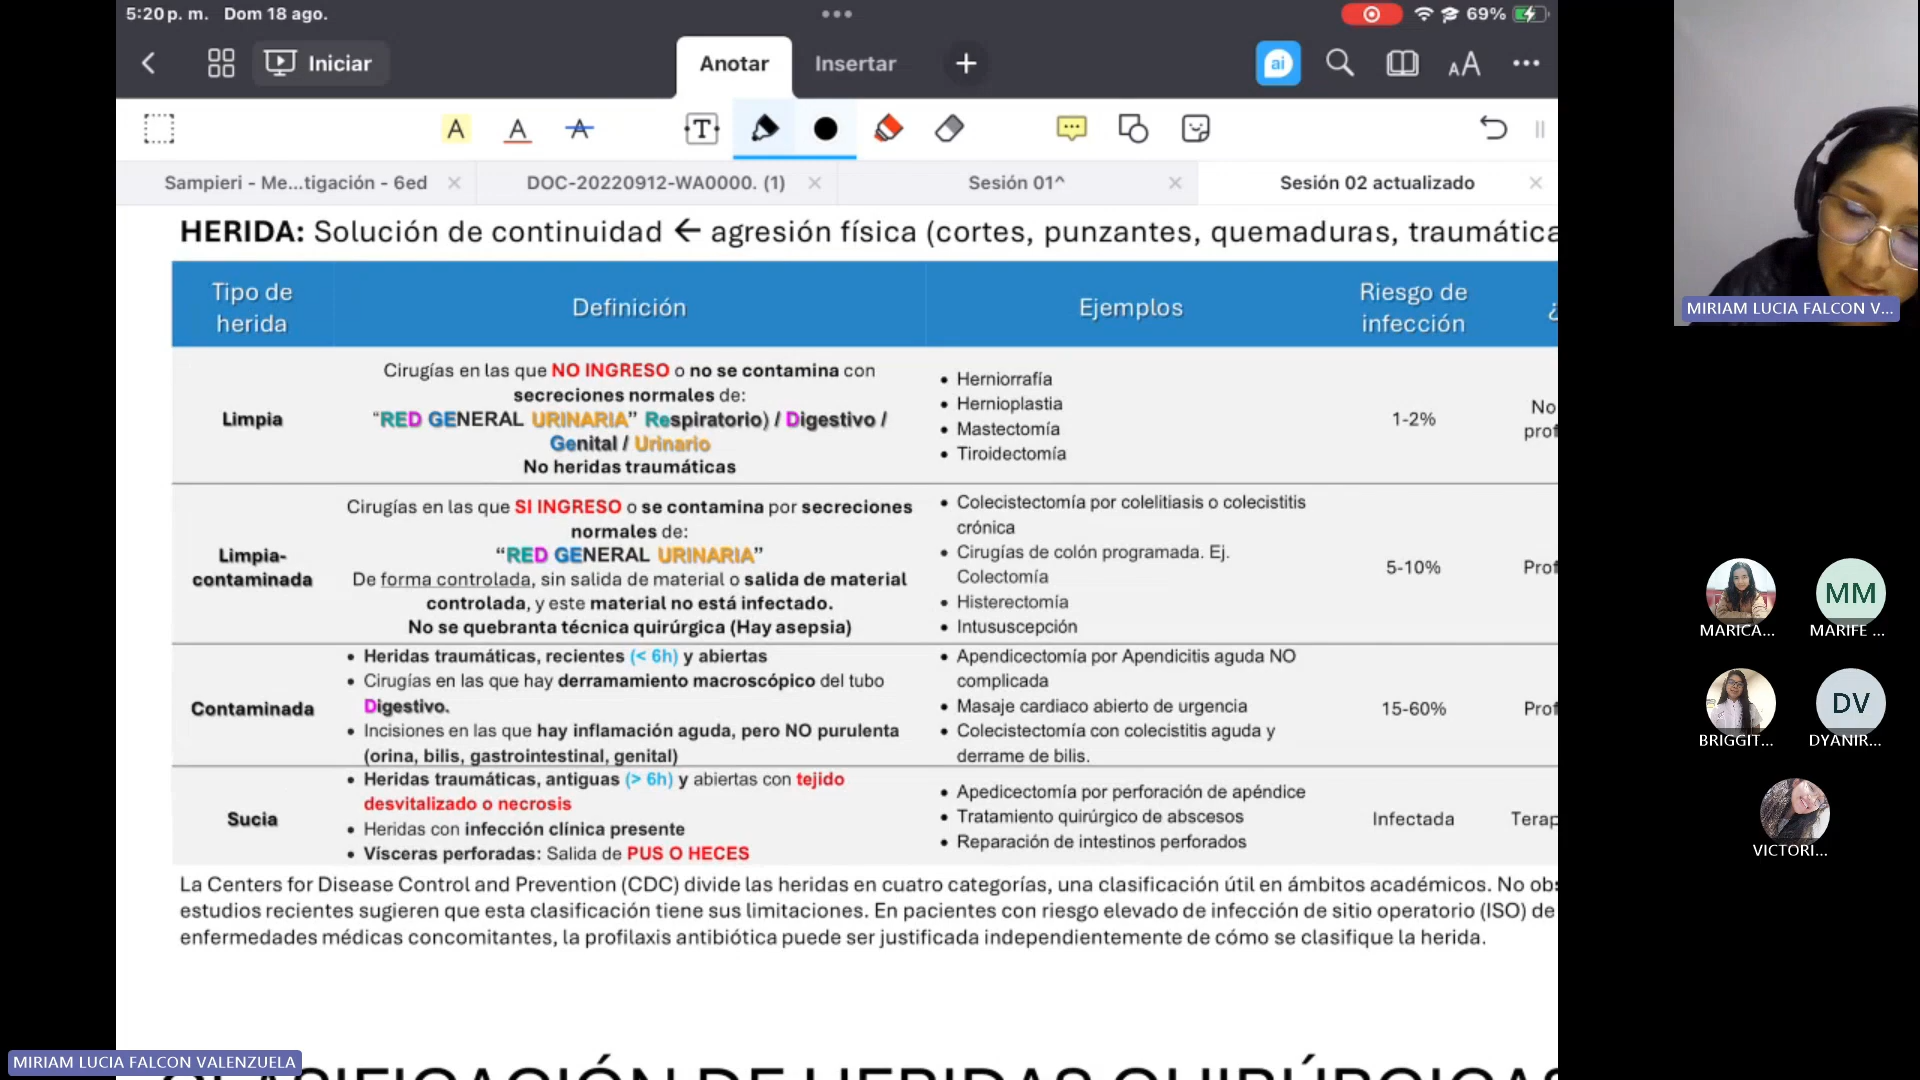 5:20 p. m. Dom 18 ago.
69%
Iniciar
Anotar
Insertar
ai
AA
A A A T
Sampieri - Me...tigación - 6ed
DOC-20220912-WA0000. (1)
Sesión 01^
Sesión 02 actualizado
HERIDA: Solución de continuidad ← agresión física (cortes, punzantes, quemaduras, traumática
Tipo de
herida
Definición
Ejemplos
Riesgo de
infección
¿
Limpia
Cirugías en las que NO INGRESO o no se contamina con
secreciones normales de:
“RED GENERAL URINARIA” Respiratorio) / Digestivo /
Genital / Urinario
No heridas traumáticas
• Herniorrafía
• Hernioplastia
• Mastectomía
• Tiroidectomía
1-2%
No
prof
Limpia-
contaminada
Cirugías en las que SI INGRESO o se contamina por secreciones
normales de:
“RED GENERAL URINARIA”
De forma controlada, sin salida de material o salida de material
controlada, y este material no está infectado.
No se quebranta técnica quirúrgica (Hay asepsia)
• Colecistectomía por colelitiasis o colecistitis
crónica
• Cirugías de colón programada. Ej.
Colectomía
• Histerectomía
• Intususcepción
5-10%
Prof
Contaminada
• Heridas traumáticas, recientes (< 6h) y abiertas
• Cirugías en las que hay derramamiento macroscópico del tubo
Digestivo.
• Incisiones en las que hay inflamación aguda, pero NO purulenta
(orina, bilis, gastrointestinal, genital)
• Apendicectomía por Apendicitis aguda NO
complicada
• Masaje cardiaco abierto de urgencia
• Colecistectomía con colecistitis aguda y
derrame de bilis.
15-60%
Prof
Sucia
• Heridas traumáticas, antiguas (> 6h) y abiertas con tejido
desvitalizado o necrosis
• Heridas con infección clínica presente
• Vísceras perforadas: Salida de PUS O HECES
• Apedicectomía por perforación de apéndice
• Tratamiento quirúrgico de abscesos
• Reparación de intestinos perforados
Infectada
Terap
La Centers for Disease Control and Prevention (CDC) divide las heridas en cuatro categorías, una clasificación útil en ámbitos académicos. No obs
estudios recientes sugieren que esta clasificación tiene sus limitaciones. En pacientes con riesgo elevado de infección de sitio operatorio (ISO) de
enfermedades médicas concomitantes, la profilaxis antibiótica puede ser justificada independientemente de cómo se clasifique la herida.
CLASIFICACIÓN DE HERIDAS QUIRÚRGICAS
MIRIAM LUCIA FALCON VALENZUELA
MIRIAM LUCIA FALCON V...
MARICA...
MM
MARIFE ...
BRIGGIT...
DV
DYANIR...
VICTORI...